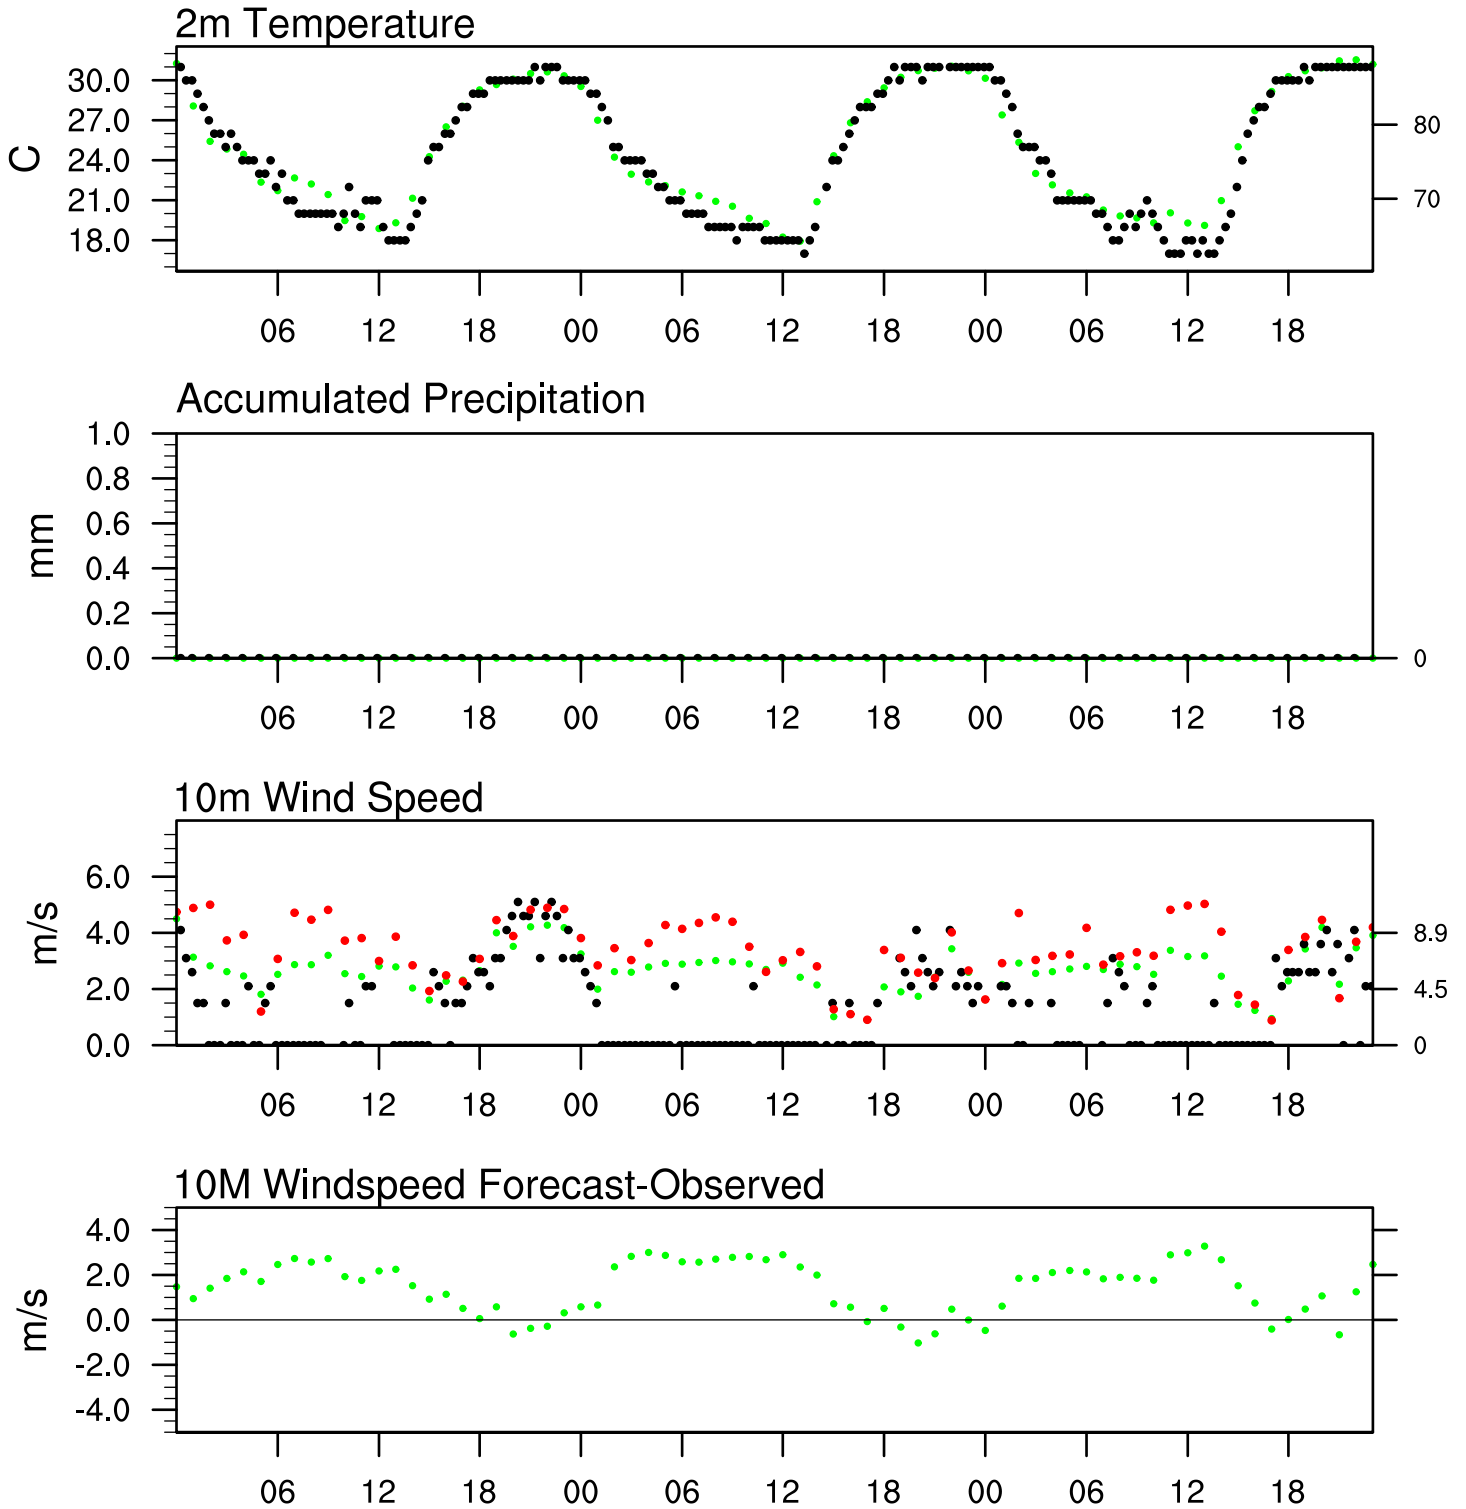 2m Temperature
30.0
27.0
24.0
21.0
18.0
C
80
70
06 12 18 00 06 12 18 00 06 12 18
Accumulated Precipitation
1.0
0.8
0.6
0.4
0.2
0.0
mm
0
06 12 18 00 06 12 18 00 06 12 18
10m Wind Speed
6.0
4.0
2.0
0.0
m/s
8.9
4.5
0
06 12 18 00 06 12 18 00 06 12 18
10M Windspeed Forecast-Observed
4.0
2.0
0.0
-2.0
-4.0
m/s
06 12 18 00 06 12 18 00 06 12 18